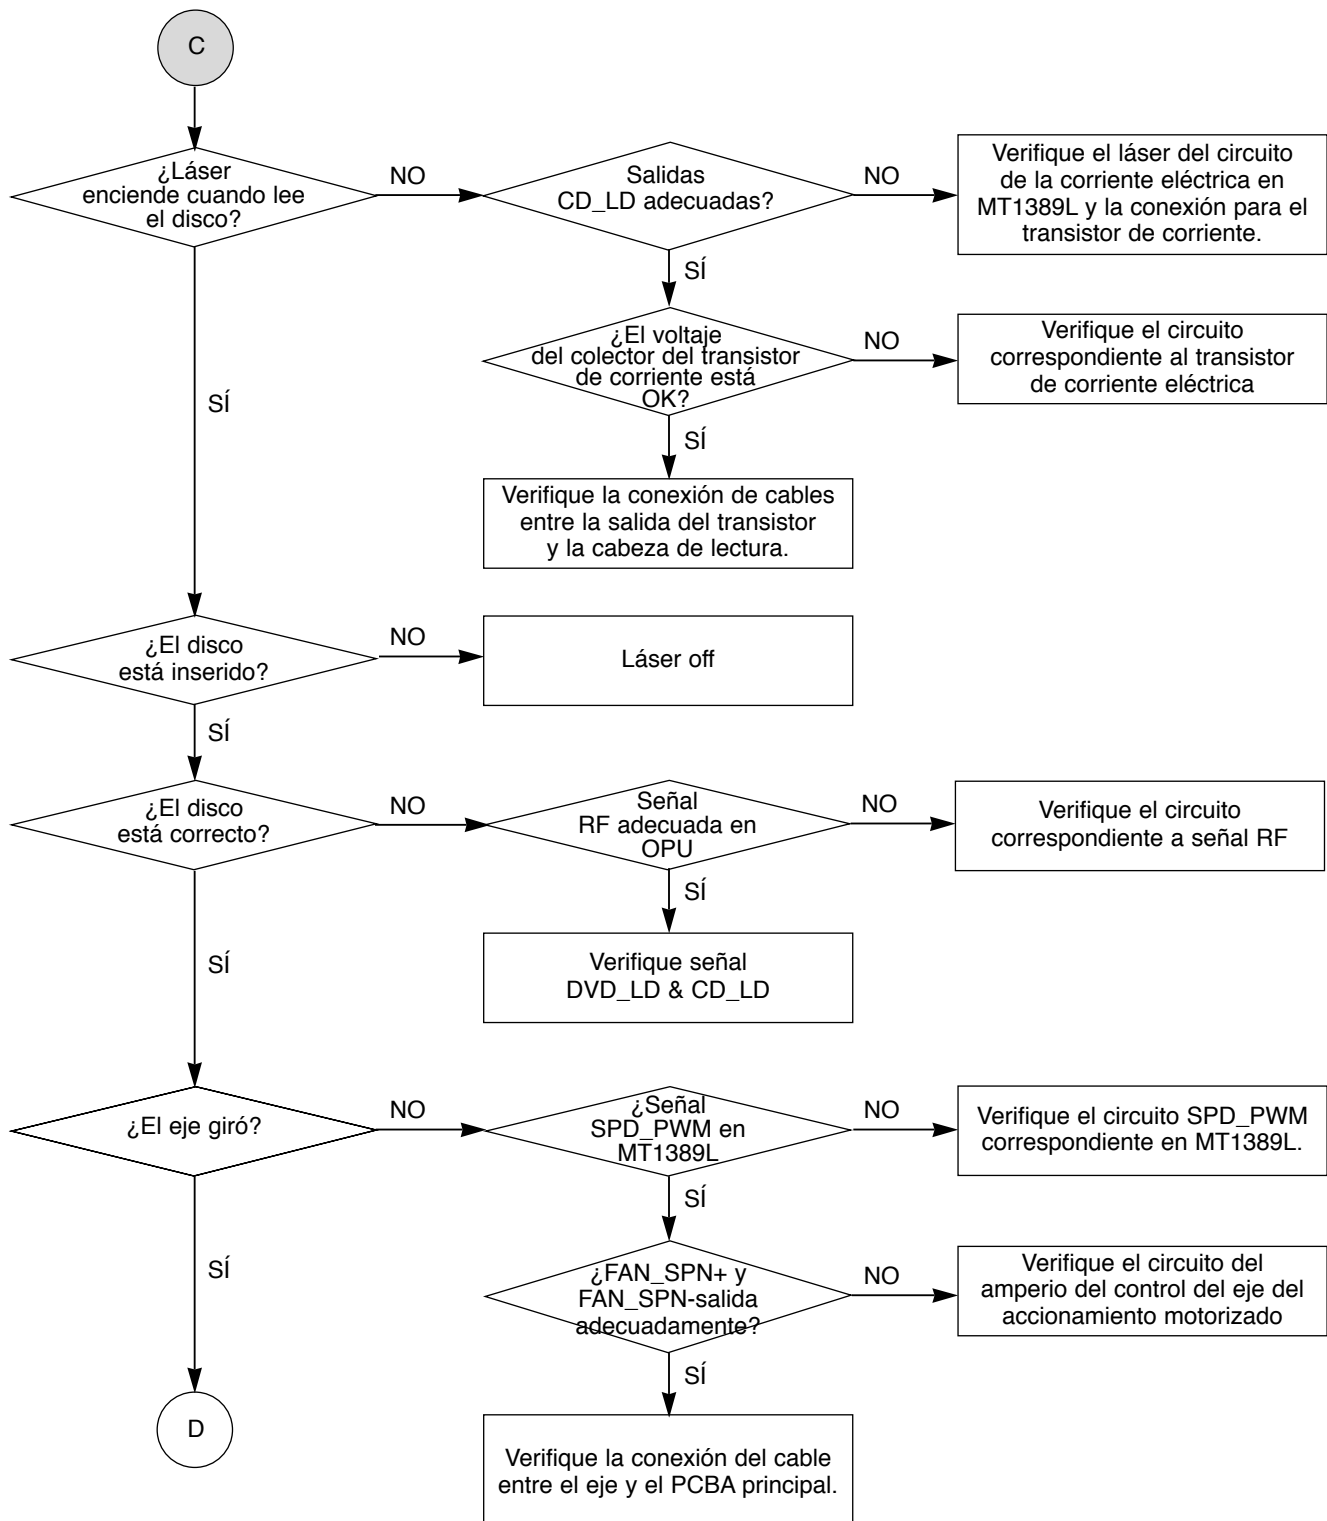 C
¿Láser
enciende cuando lee
el disco?
NO
Salidas
CD_LD adecuadas?
NO
Verifique el láser del circuito
de la corriente eléctrica en
MT1389L y la conexión para el
transistor de corriente.
SÍ
¿El voltaje
del colector del transistor
de corriente está
OK?
NO
Verifique el circuito
correspondiente al transistor
de corriente eléctrica
SÍ
SÍ
Verifique la conexión de cables
entre la salida del transistor
y la cabeza de lectura.
¿El disco
está inserido?
NO
Láser off
SÍ
¿El disco
está correcto?
NO
Señal
RF adecuada en
OPU
NO
Verifique el circuito
correspondiente a señal RF
SÍ
Verifique señal
DVD_LD & CD_LD
SÍ
¿El eje giró?
NO
¿Señal
SPD_PWM en
MT1389L
NO
Verifique el circuito SPD_PWM
correspondiente en MT1389L.
SÍ
¿FAN_SPN+ y
FAN_SPN-salida
adecuadamente?
NO
Verifique el circuito del
amperio del control del eje del
accionamiento motorizado
SÍ
SÍ
D
Verifique la conexión del cable
entre el eje y el PCBA principal.